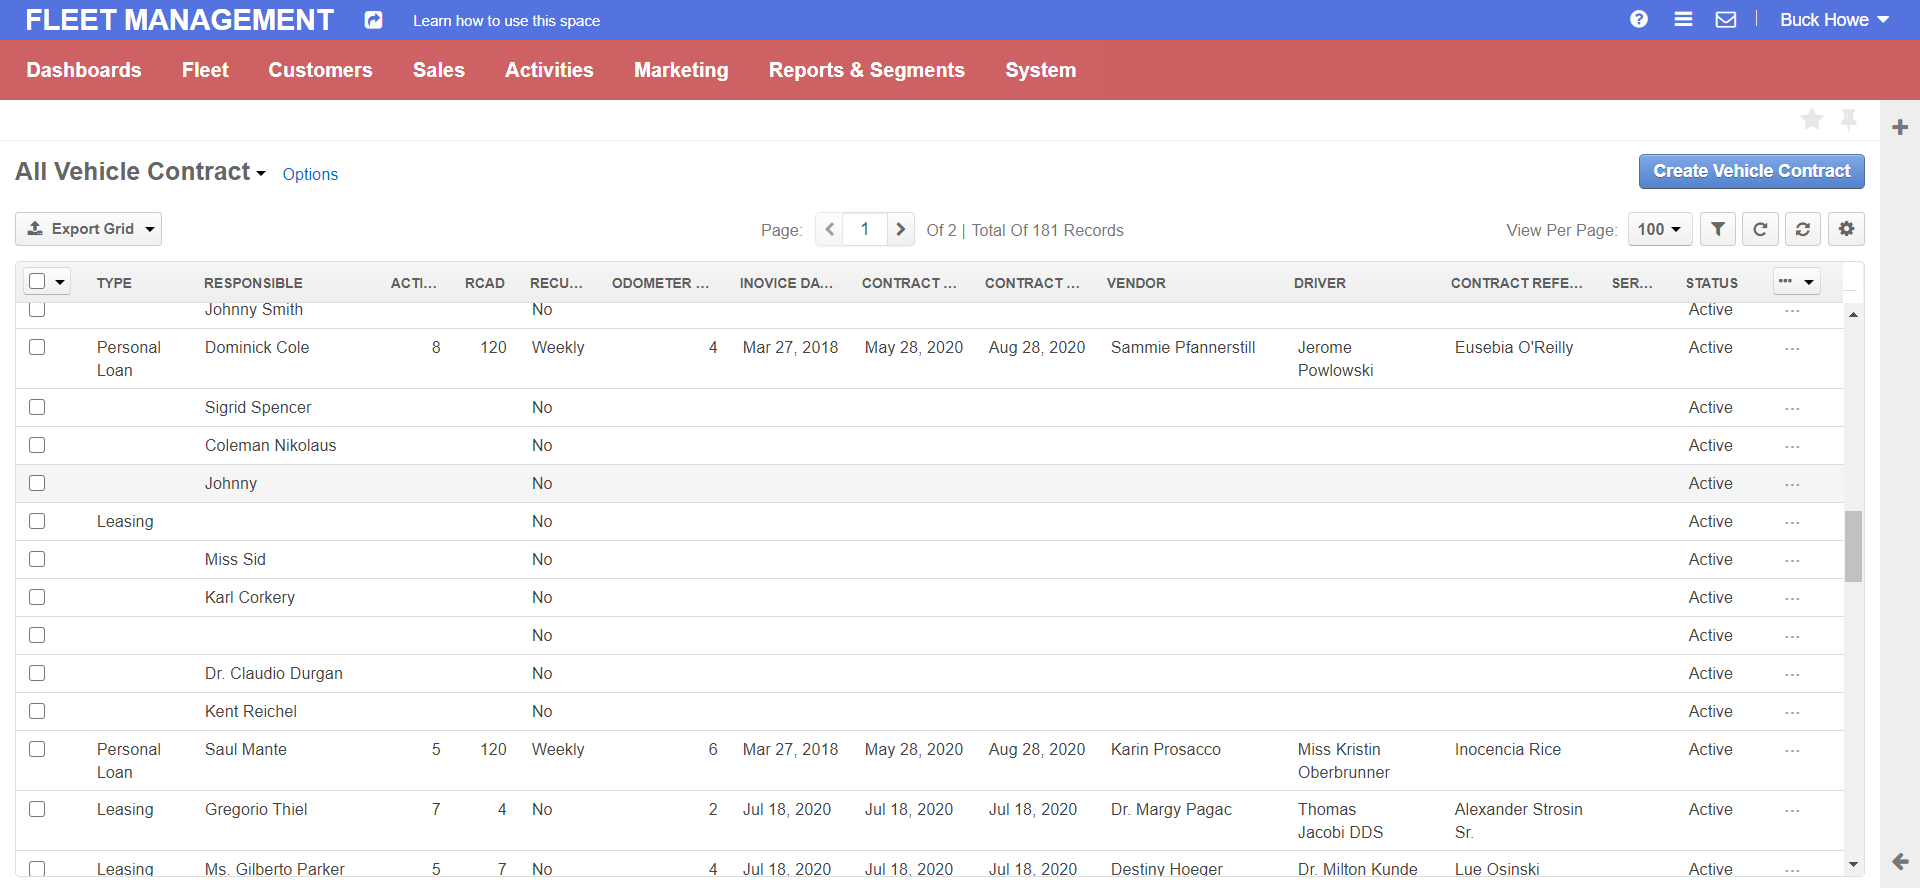 FLEET MANAGEMENT Learn how to use this space Buck Howe
Dashboards Fleet Customers Sales Activities Marketing Reports & Segments System
All Vehicle Contract Options Create Vehicle Contract
Export Grid Page: 1 Of 2 | Total Of 181 Records View Per Page: 100
TYPE RESPONSIBLE ACTI... RCAD RECU... ODOMETER ... INOVICE DA... CONTRACT ... CONTRACT ... VENDOR DRIVER CONTRACT REFE... SER... STATUS
Johnny Smith No Active ...
Personal Dominick Cole 8 120 Weekly 4 Mar 27, 2018 May 28, 2020 Aug 28, 2020 Sammie Pfannerstill Jerome Eusebia O'Reilly Active ...
Loan Powlowski
Sigrid Spencer No Active ...
Coleman Nikolaus No Active ...
Johnny No Active ...
Leasing No Active ...
Miss Sid No Active ...
Karl Corkery No Active ...
No Active ...
Dr. Claudio Durgan No Active ...
Kent Reichel No Active ...
Personal Saul Mante 5 120 Weekly 6 Mar 27, 2018 May 28, 2020 Aug 28, 2020 Karin Prosacco Miss Kristin Inocencia Rice Active ...
Loan Oberbrunner
Leasing Gregorio Thiel 7 4 No 2 Jul 18, 2020 Jul 18, 2020 Jul 18, 2020 Dr. Margy Pagac Thomas Alexander Strosin Active ...
Jacobi DDS Sr.
Leasing Ms. Gilberto Parker 5 7 No 4 Jul 18, 2020 Jul 18, 2020 Jul 18, 2020 Destiny Hoeger Dr. Milton Kunde Lue Osinski Active ...